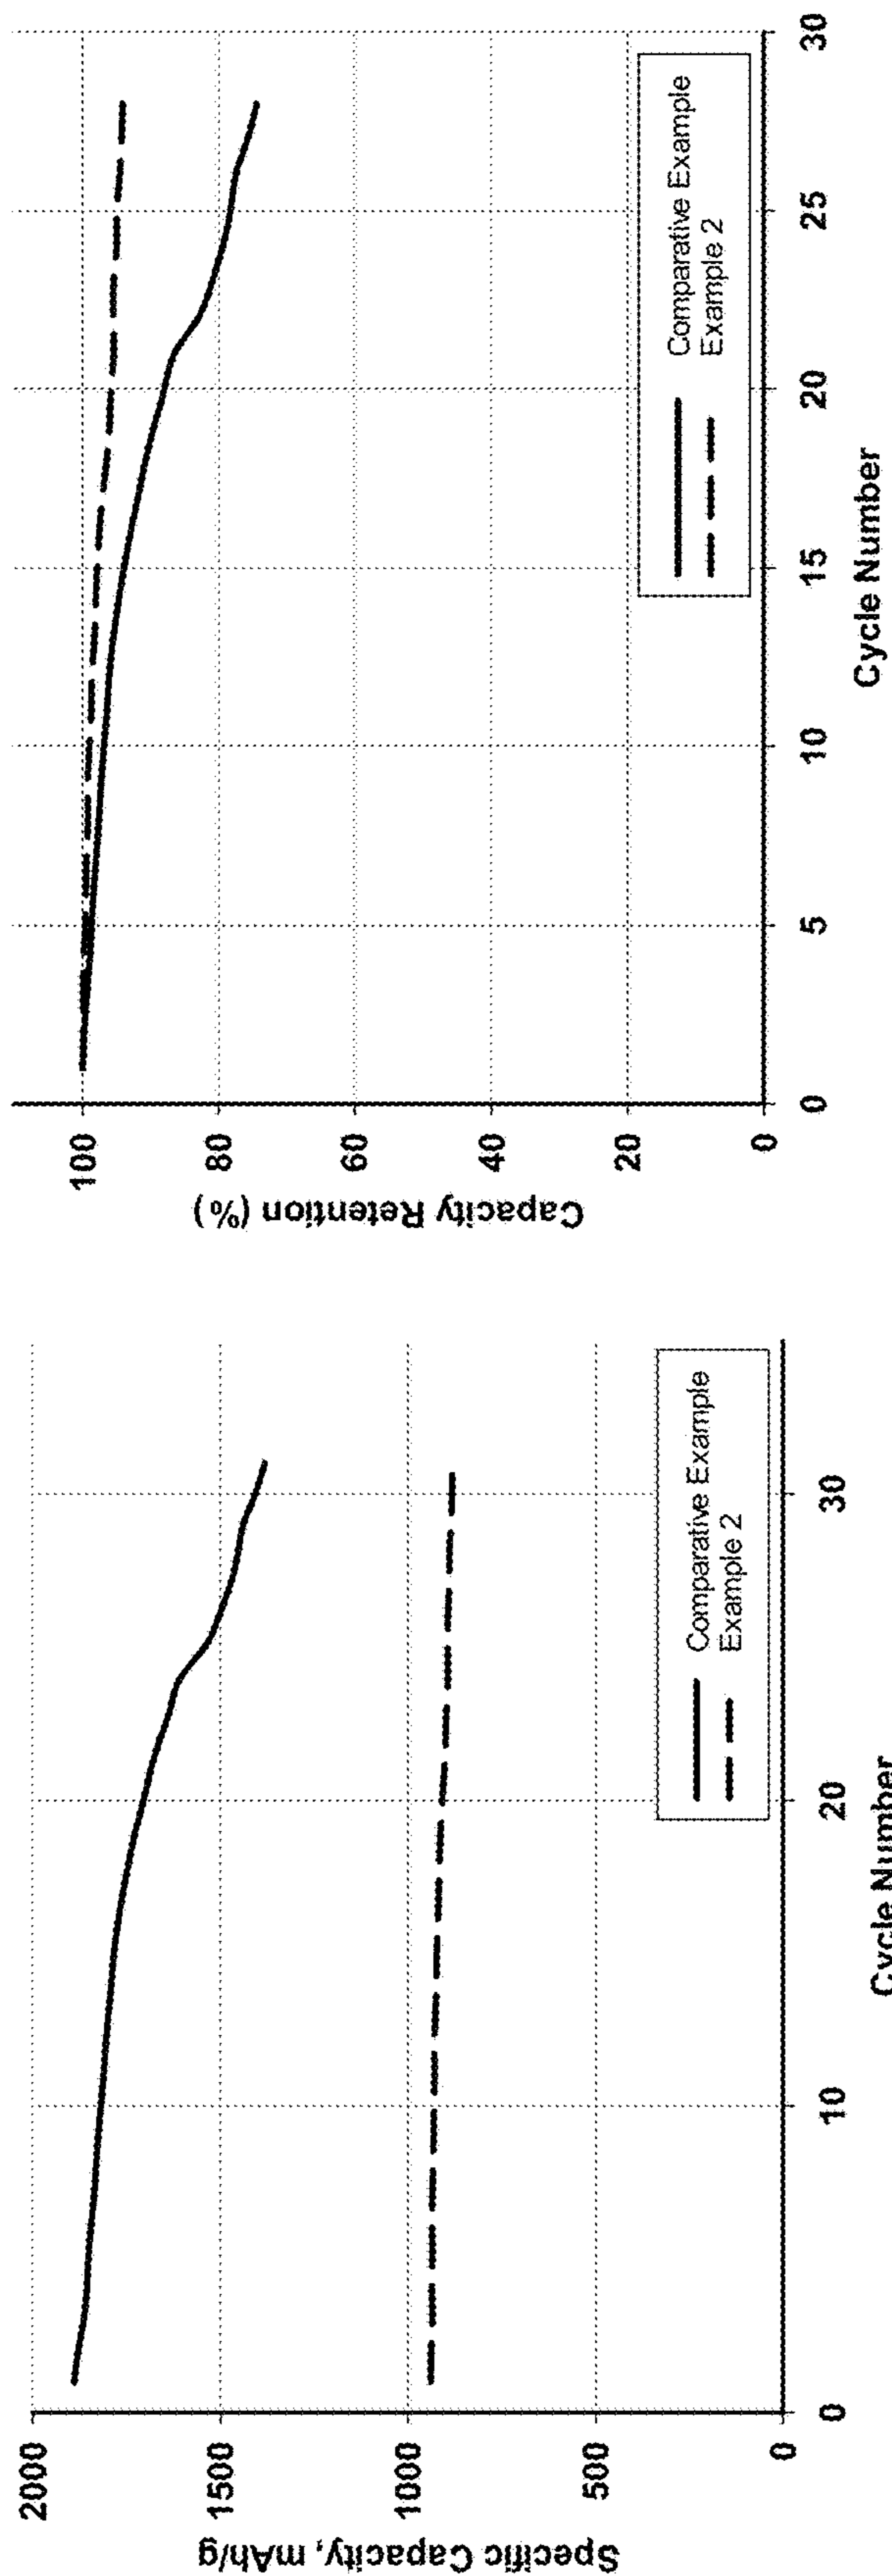 Specific Capacity, mAh/g
2000
1500
1000
500
0
0
10
20
30
Cycle Number
Comparative Example
Example 2
Capacity Retention (%)
100
80
60
40
20
0
0
5
10
15
20
25
30
Cycle Number
Comparative Example
Example 2